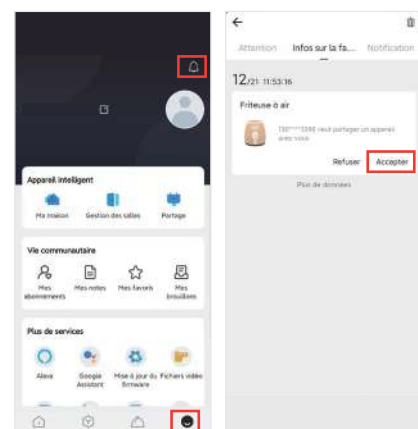 Appareil intelligent
Ma maison
Gestion des salles
Partage
Vie communautaire
Mes abonnements
Mes notes
Mes favoris
Mes brouillons
Plus de services
Alexa
Google Assistant
Mise à jour du firmware
Fichiers vidéo
Attention
Infos sur la fa...
Notification
12/21 11:53:16
Friteuse à air
veut partager un appareil
avec vous
Refuser
Accepter
Plus de données